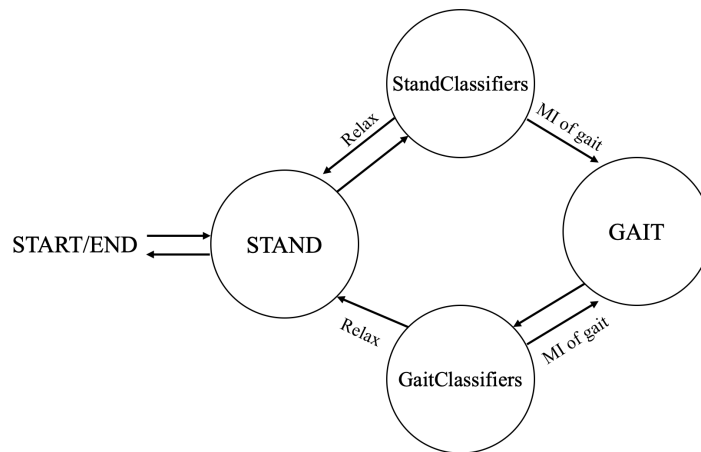 StandClassifiers
Relax
MI of gait
START/END
STAND
GAIT
Relax
GaitClassifiers
MI of gait